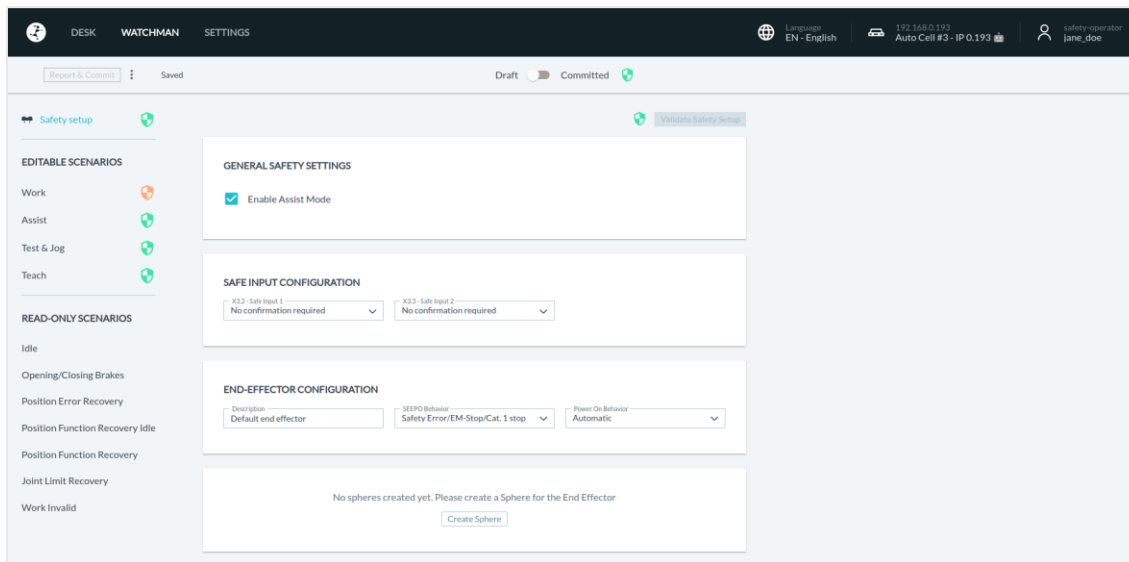 DESK WATCHMAN SETTINGS
Language
EN - English
192.168.0.193
Auto Cell #3 - IP 0.193
safety-operator
jane_doe
Report & Commit
Saved
Draft
Committed
Safety setup
Validate Safety Setup
EDITABLE SCENARIOS
Work
Assist
Test & Jog
Teach
READ-ONLY SCENARIOS
Idle
Opening/Closing Brakes
Position Error Recovery
Position Function Recovery Idle
Position Function Recovery
Joint Limit Recovery
Work Invalid
GENERAL SAFETY SETTINGS
Enable Assist Mode
SAFE INPUT CONFIGURATION
X3.2 - Safe Input 1
No confirmation required
X3.3 - Safe Input 2
No confirmation required
END-EFFECTOR CONFIGURATION
Description
Default end effector
SEEPO Behavior
Safety Error/EM-Stop/Cat. 1 stop
Power On Behavior
Automatic
No spheres created yet. Please create a Sphere for the End Effector
Create Sphere